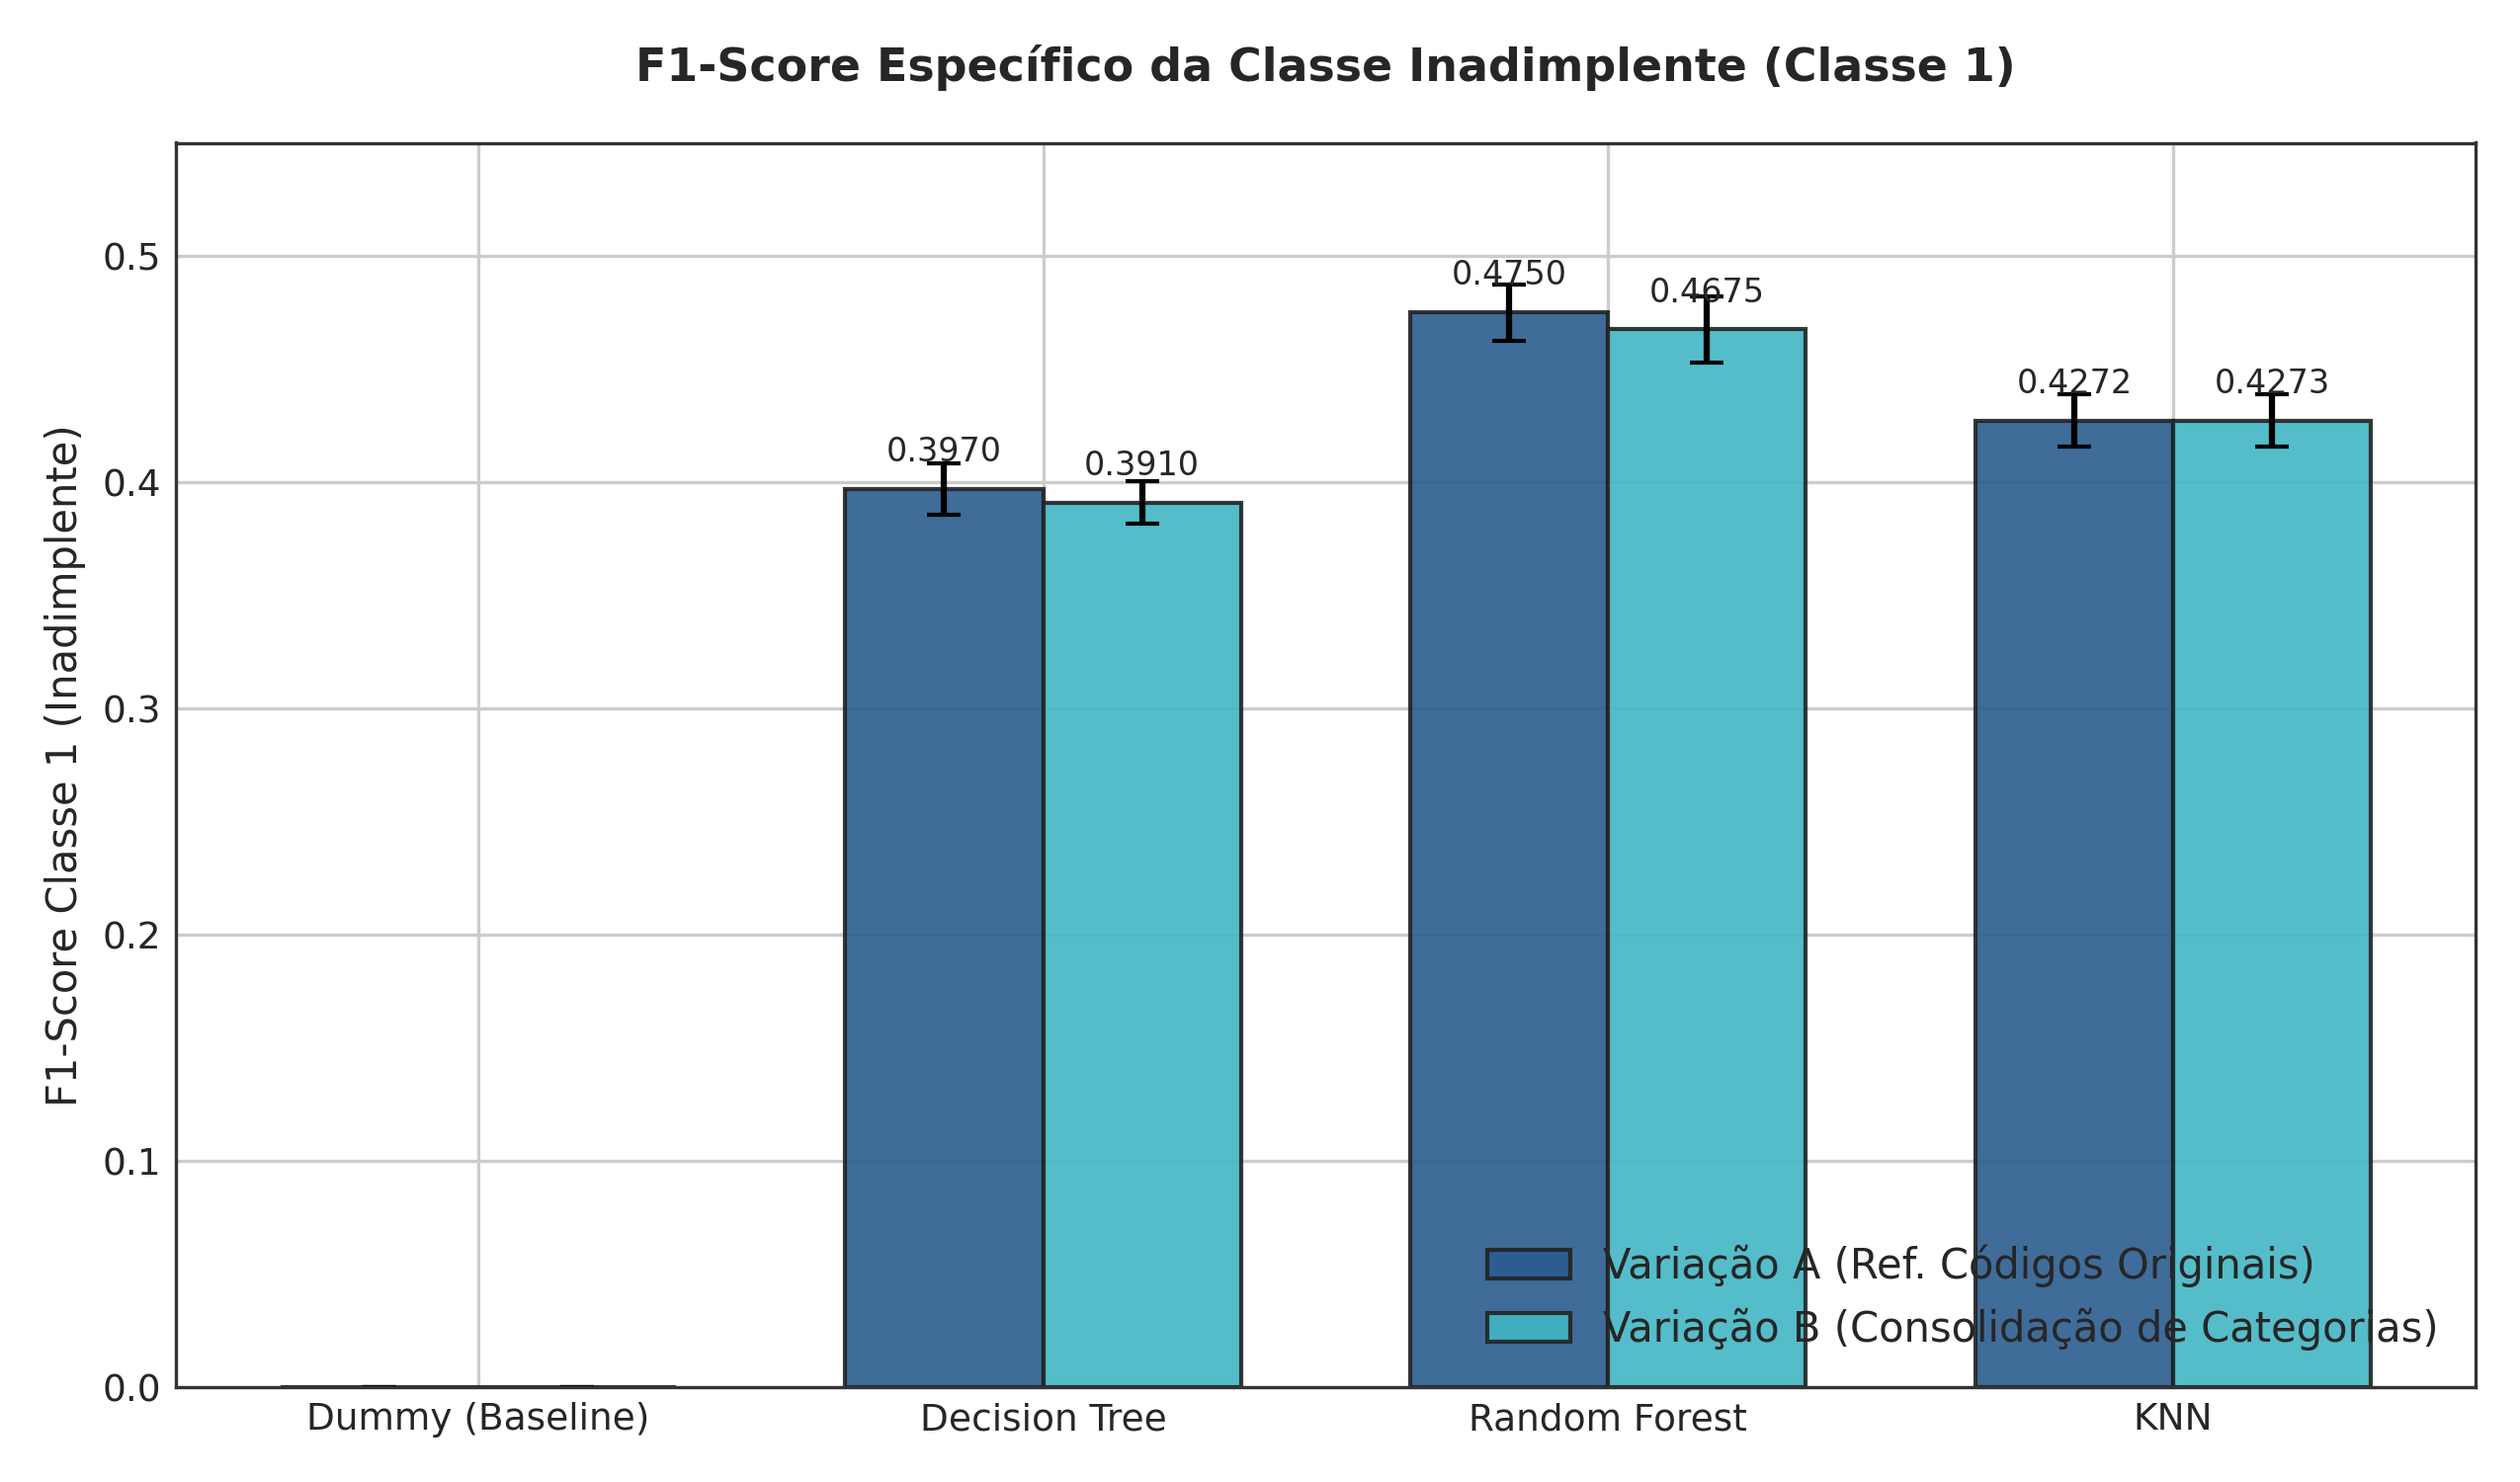 F1-Score Específico da Classe Inadimplente (Classe 1)
F1-Score Classe 1 (Inadimplente)
0.5
0.4
0.3
0.2
0.1
0.0
0.3970
0.3910
0.4750
0.4675
0.4272
0.4273
Variação A (Ref. Códigos Originais)
Variação B (Consolidação de Categorias)
Dummy (Baseline)
Decision Tree
Random Forest
KNN